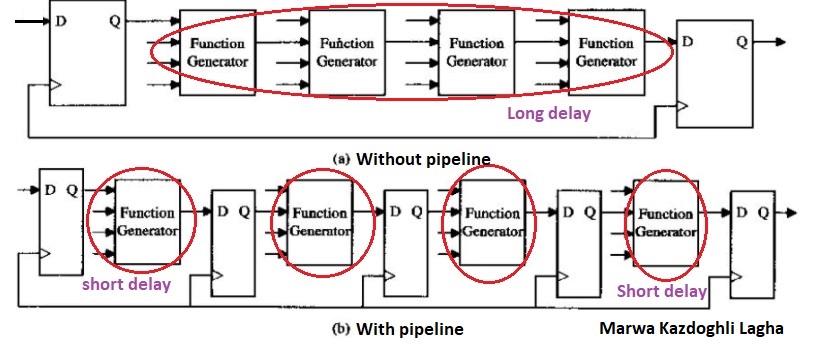 D Q
Function
Generator
Function
Generator
Function
Generator
Function
Generator
D Q
Long delay
(a) Without pipeline
D Q
Function
Generator
D Q
Function
Generator
D Q
Function
Generator
D Q
Function
Generator
D Q
short delay
Short delay
(b) With pipeline
Marwa Kazdoghli Lagha